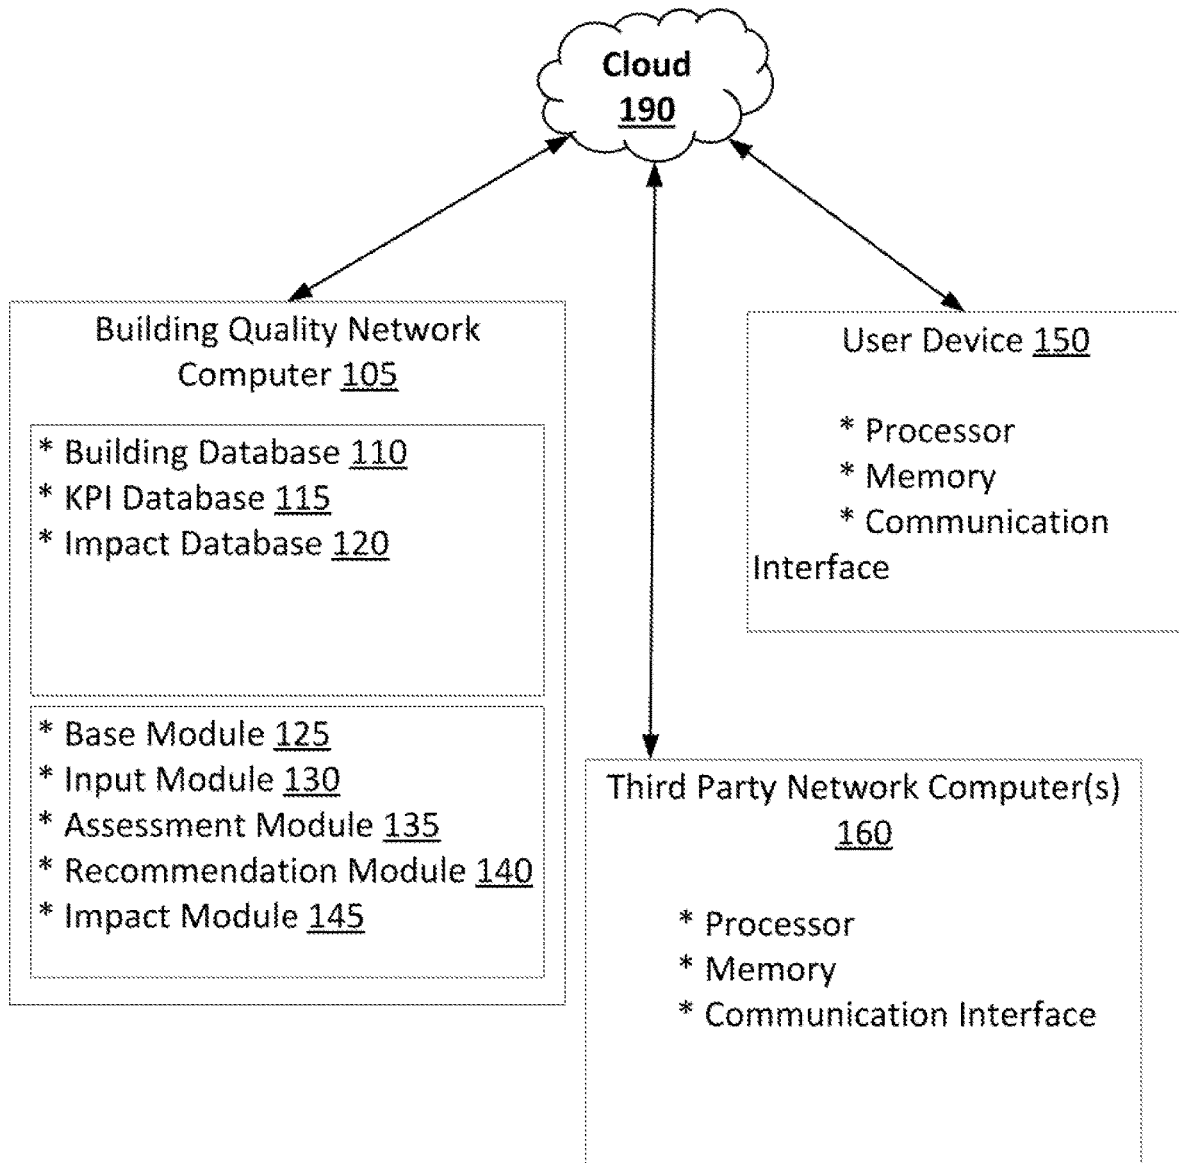 Cloud
190
Building Quality Network
Computer 105
* Building Database 110
* KPI Database 115
* Impact Database 120
* Base Module 125
* Input Module 130
* Assessment Module 135
* Recommendation Module 140
* Impact Module 145
User Device 150
* Processor
* Memory
* Communication
Interface
Third Party Network Computer(s)
160
* Processor
* Memory
* Communication Interface